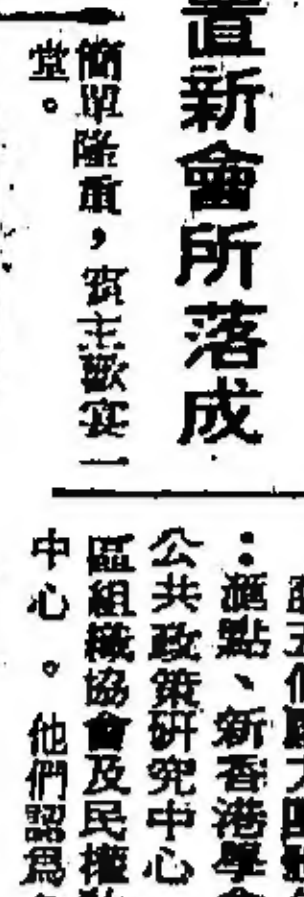 置新會所落成
簡單隆重，賓主歡宴一
堂。
：滙點、新香港學會
公共政策研究中心
區組織協會及民權
中心。他們認爲